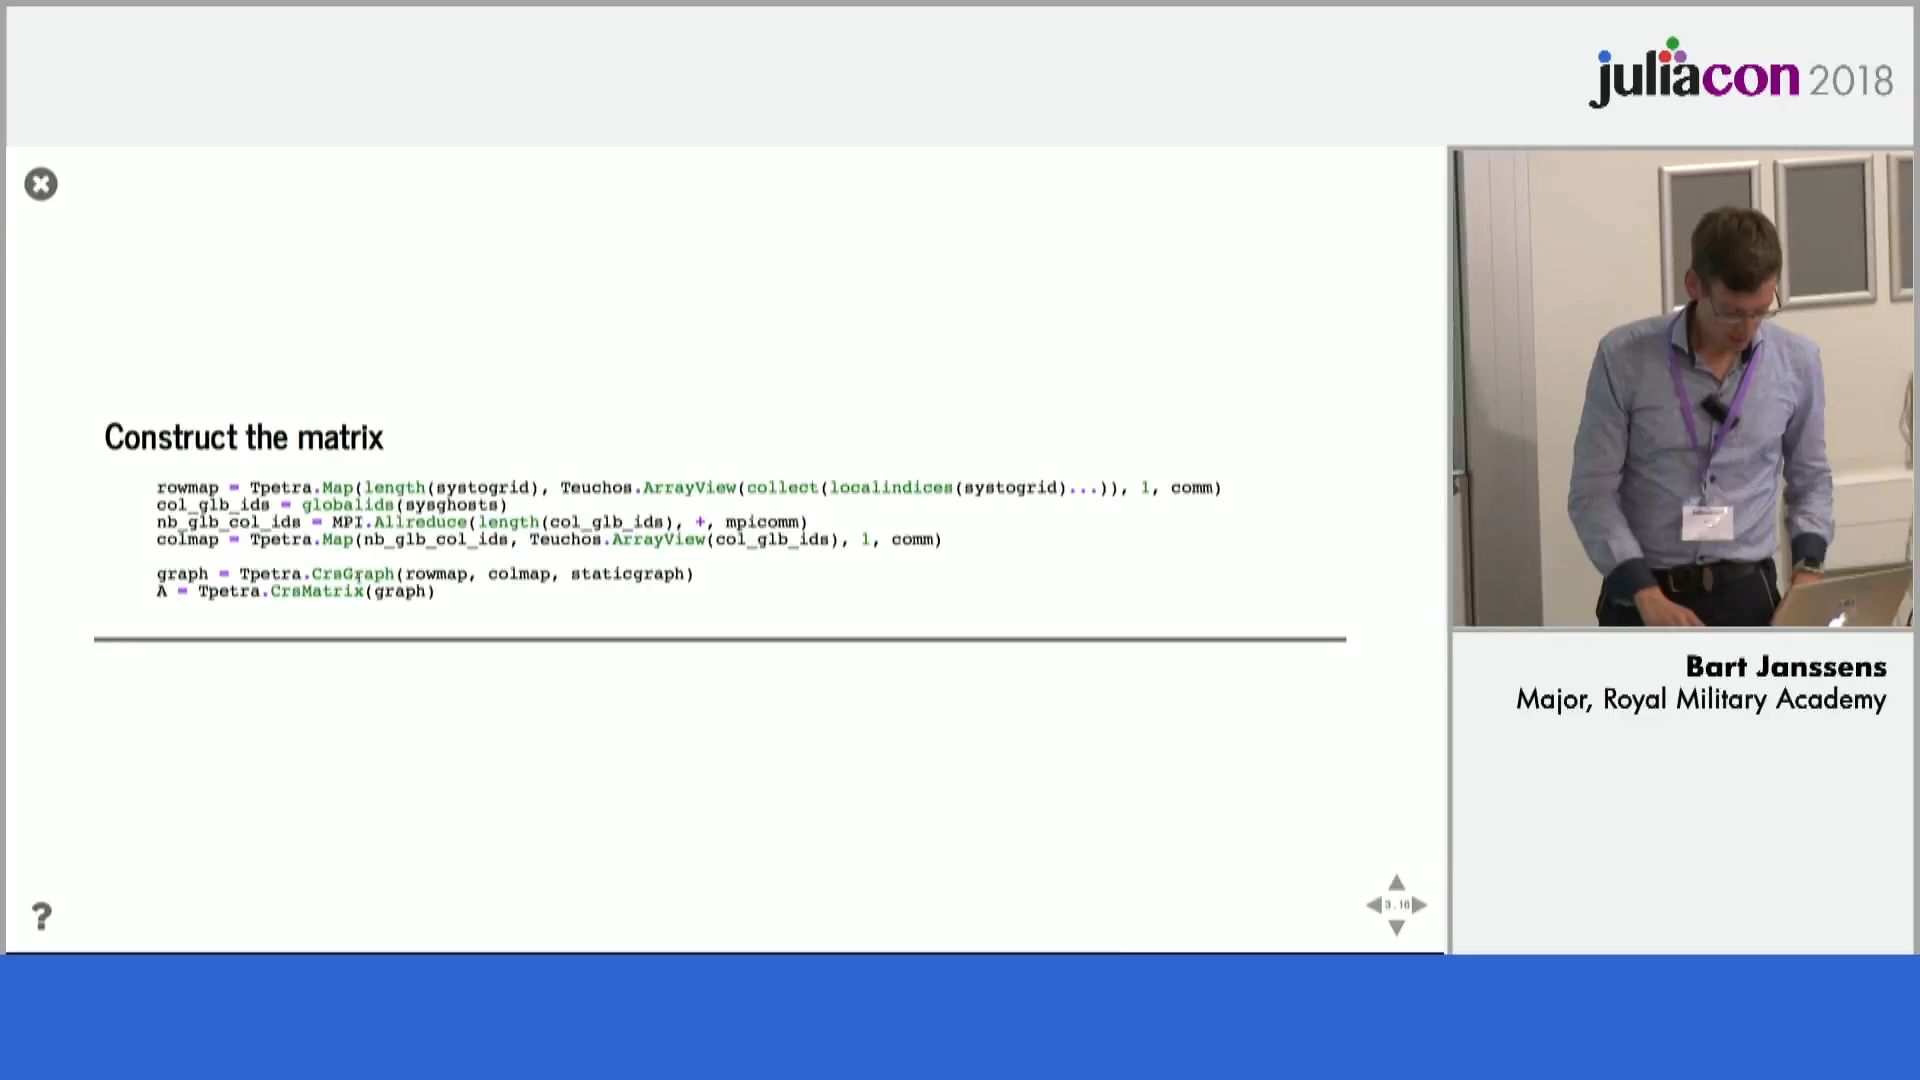 juliacon 2018
Construct the matrix
rowmap = Tpetra.Map(length(systogrid), Teuchos.ArrayView(collect(localindices(systogrid)...)), 1, comm)
col_glb_ids = globalids(sysghosts)
nb_glb_col_ids = MPI.Allreduce(length(col_glb_ids), +, mpicomm)
colmap = Tpetra.Map(nb_glb_col_ids, Teuchos.ArrayView(col_glb_ids), 1, comm)
graph = Tpetra.CrsGraph(rowmap, colmap, staticgraph)
A = Tpetra.CrsMatrix(graph)
?
3.10
Bart Janssens
Major, Royal Military Academy